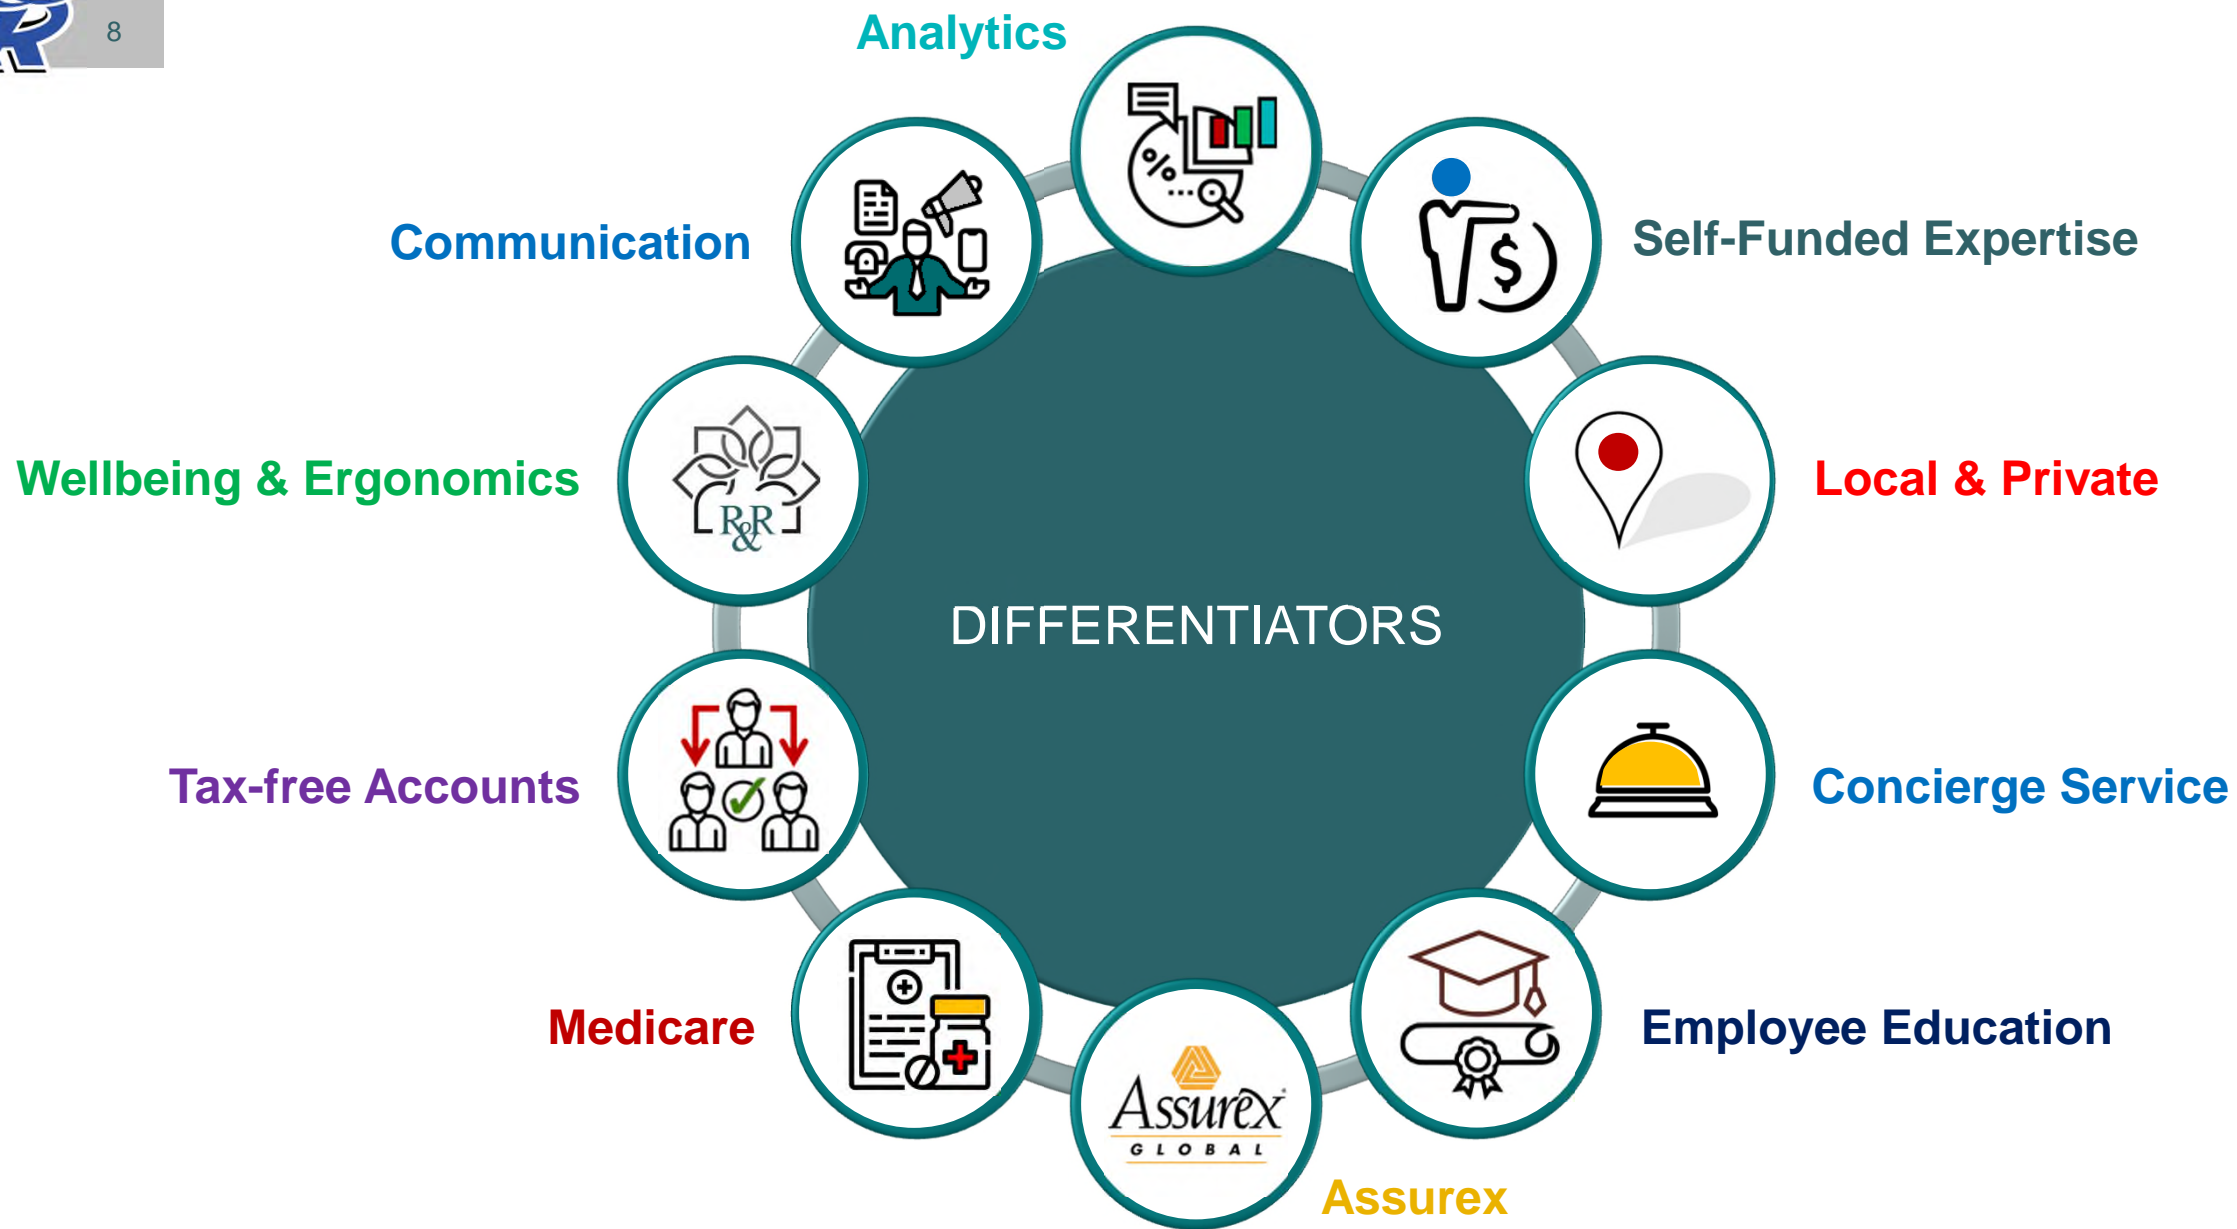 8
Analytics
Communication
Self-Funded Expertise
Wellbeing & Ergonomics
R&R
Local & Private
DIFFERENTIATORS
Tax-free Accounts
Concierge Service
Medicare
Employee Education
Assurex
GLOBAL
Assurex